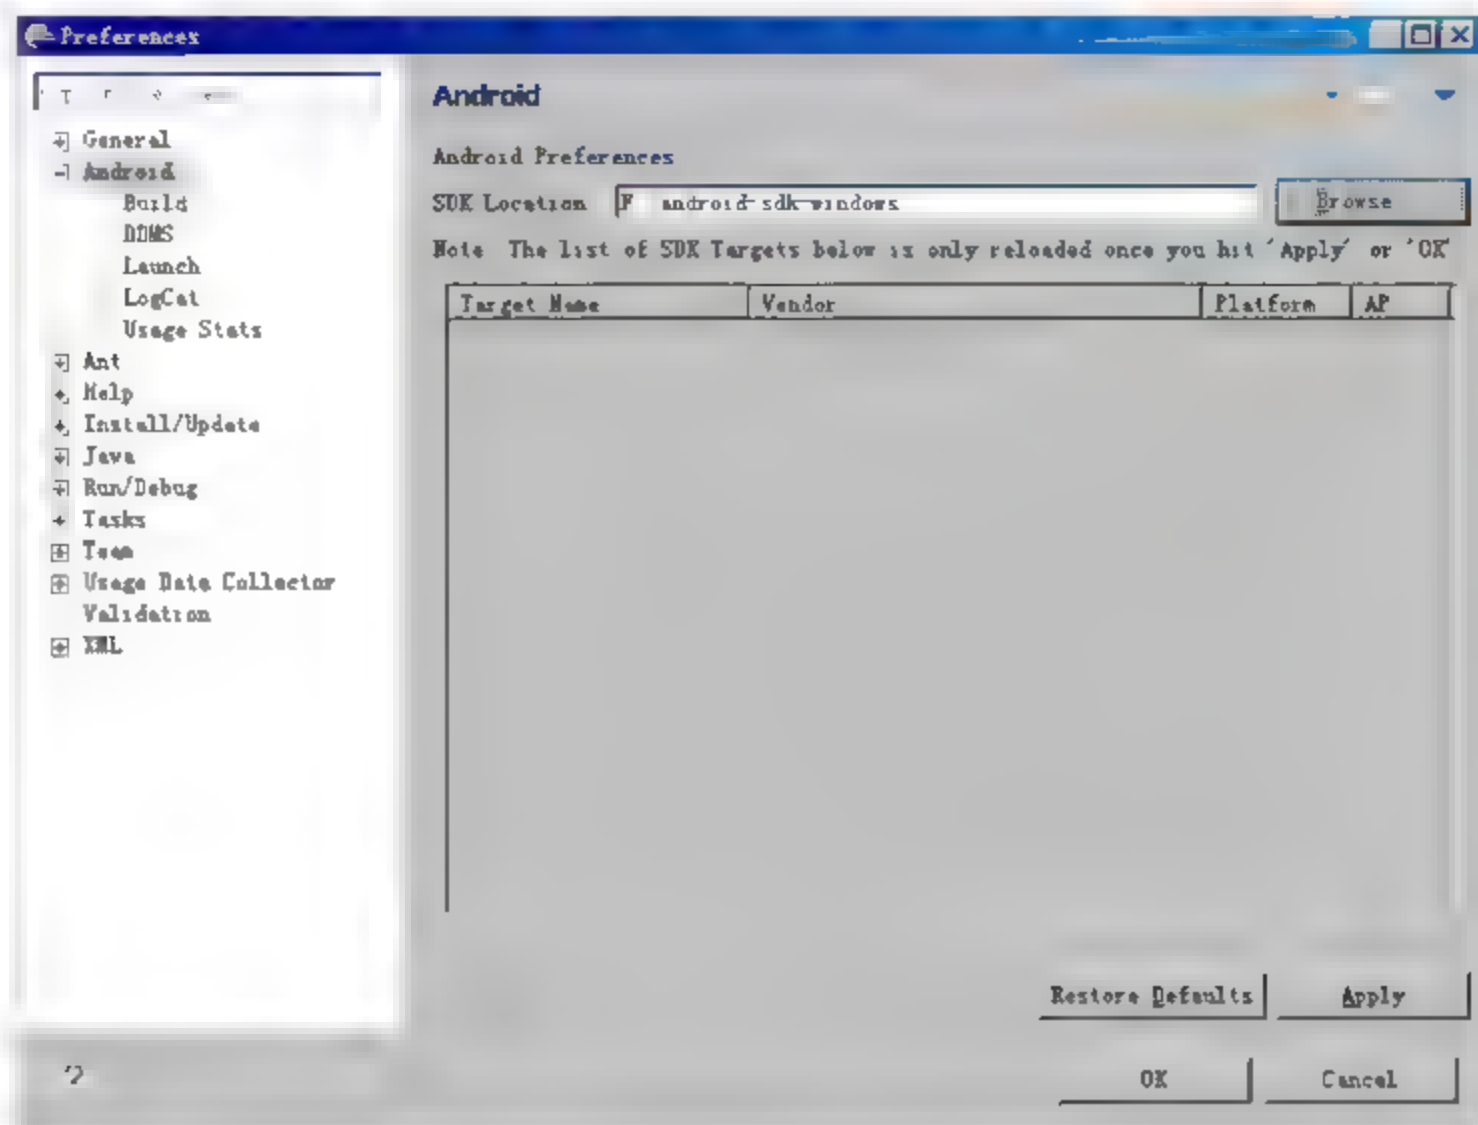 Preferences
General
Android
Build
DDMS
Launch
LogCat
Usage Stats
Ant
Help
Install/Update
Java
Run/Debug
Tasks
Team
Usage Data Collector
Validation
XML
Android
Android Preferences
SDK Location F android-sdk-windows Browse
Note The list of SDK Targets below is only reloaded once you hit 'Apply' or 'OK'
Target Name Vendor Platform AP
Restore Defaults Apply
OK Cancel